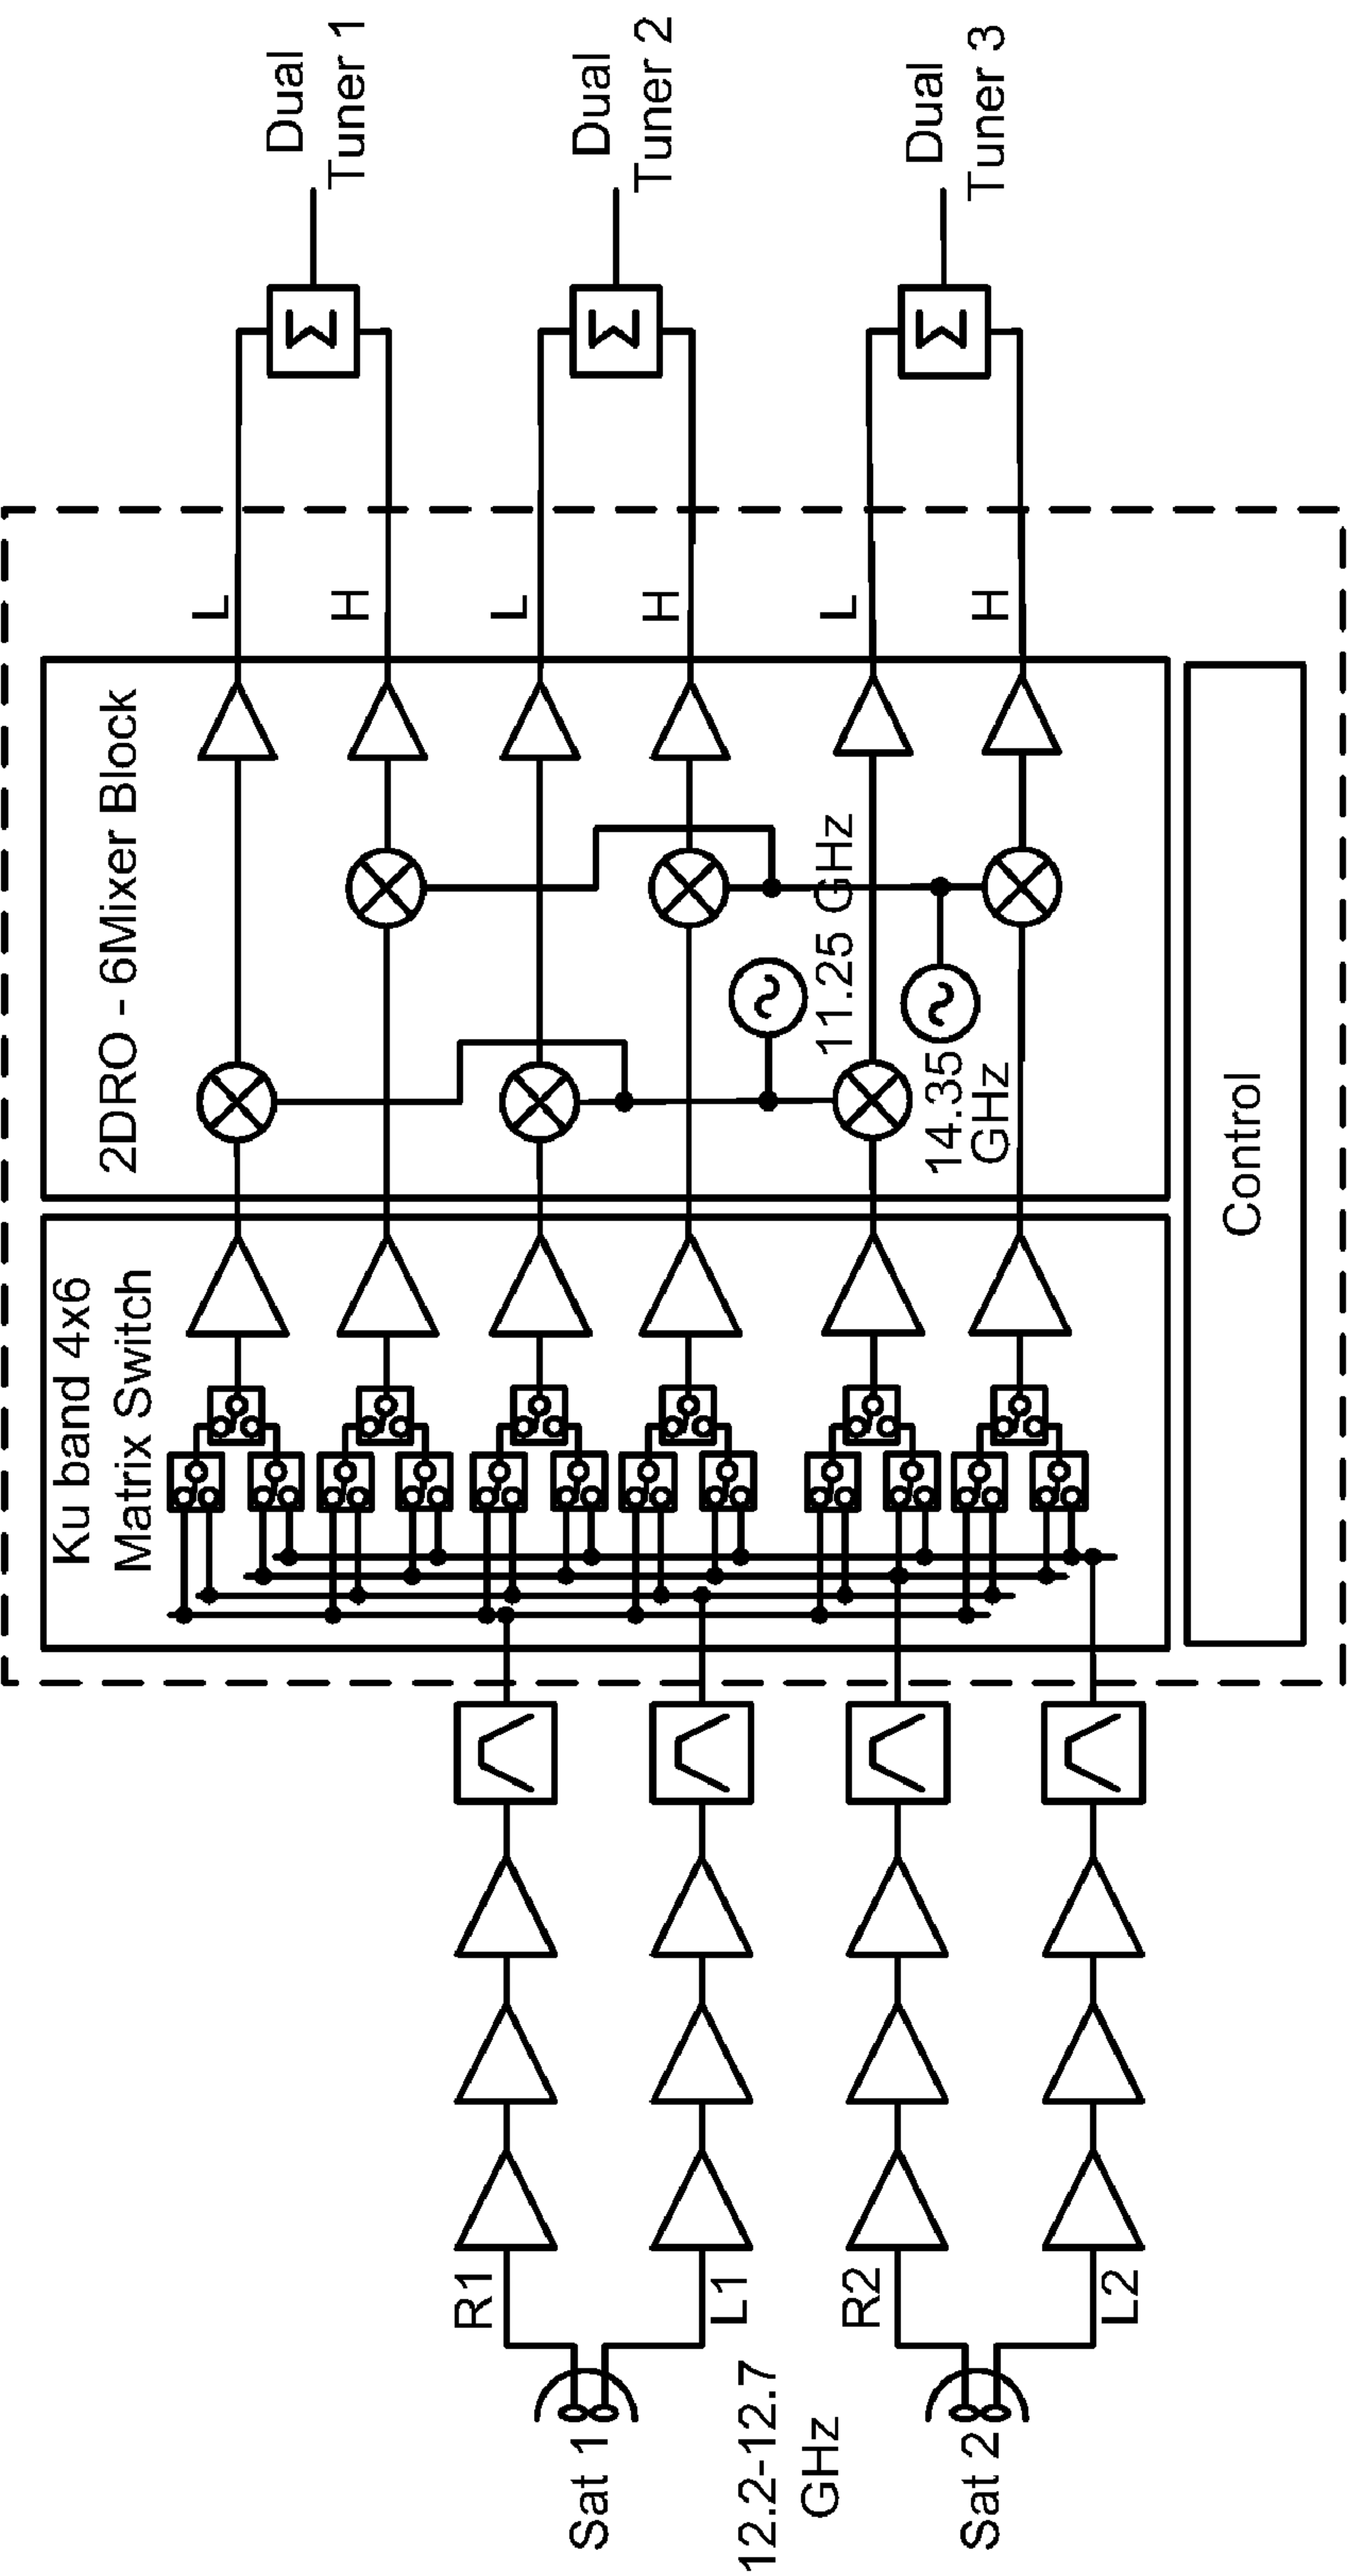 Sat 1
12.2-12.7
GHz
Sat 2
R1
L1
R2
L2
Ku band 4x6
Matrix Switch
2DRO - 6Mixer Block
11.25 GHz
14.35
GHz
Control
L
H
L
H
L
H
Σ
Σ
Σ
Dual
Tuner 1
Dual
Tuner 2
Dual
Tuner 3